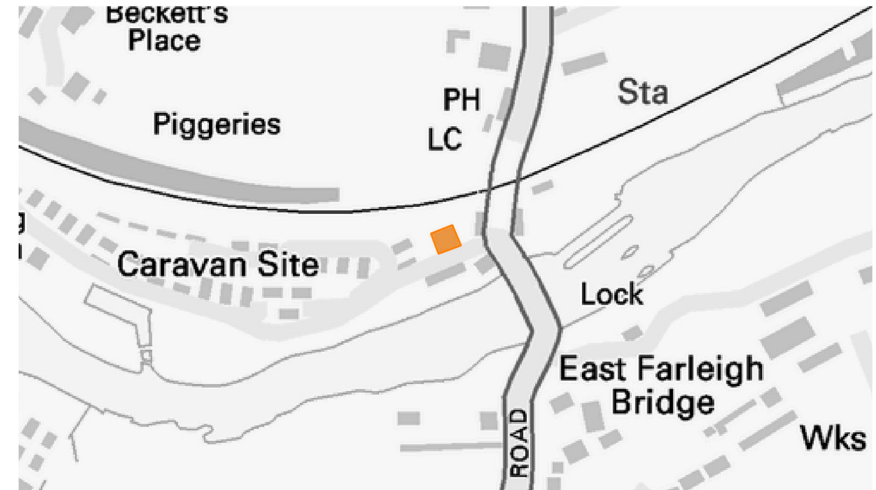 Beckett's
Place
Piggeries
PH
LC
Sta
Caravan Site
Lock
East Farleigh
Bridge
ROAD
Wks